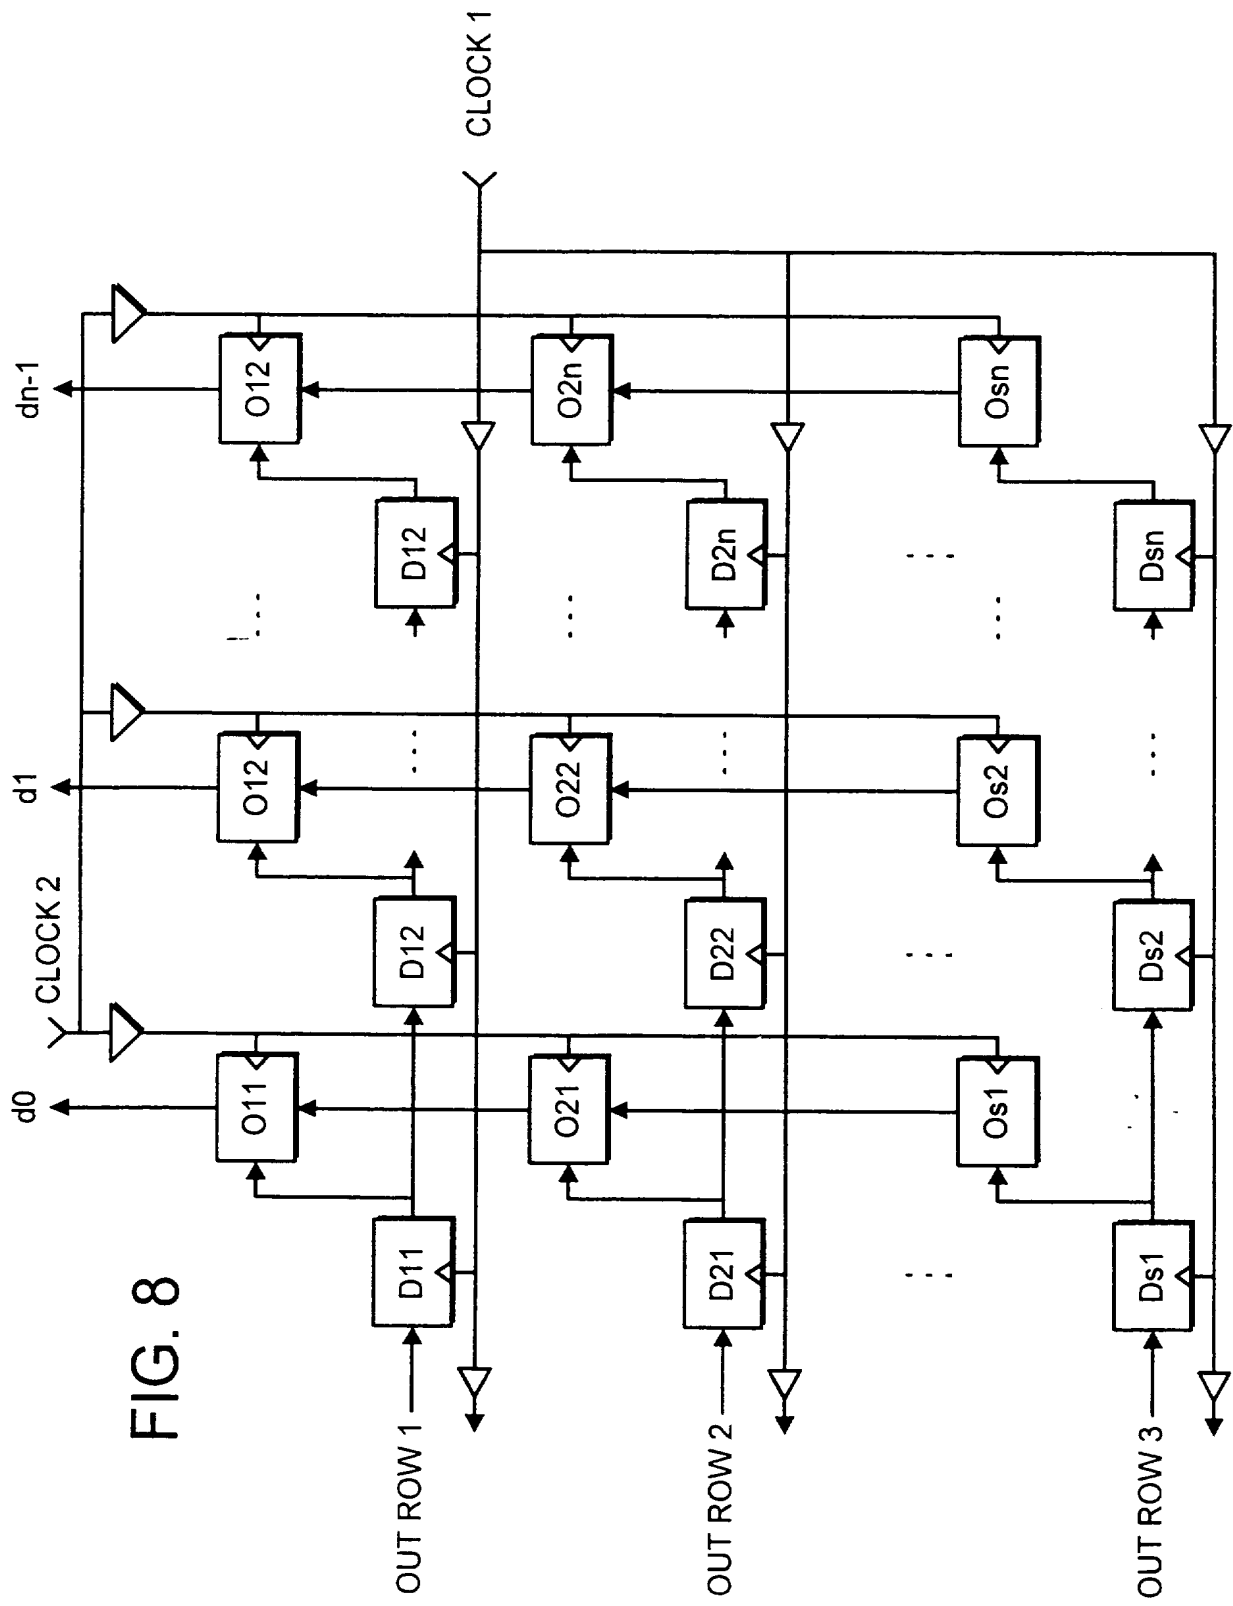 FIG. 8
CLOCK 2
d0
d1
dn-1
O11
O12
O12
OUT ROW 1
D11
D12
D12
CLOCK 1
O21
O22
O2n
OUT ROW 2
D21
D22
D2n
Os1
Os2
Osn
OUT ROW 3
Ds1
Ds2
Dsn